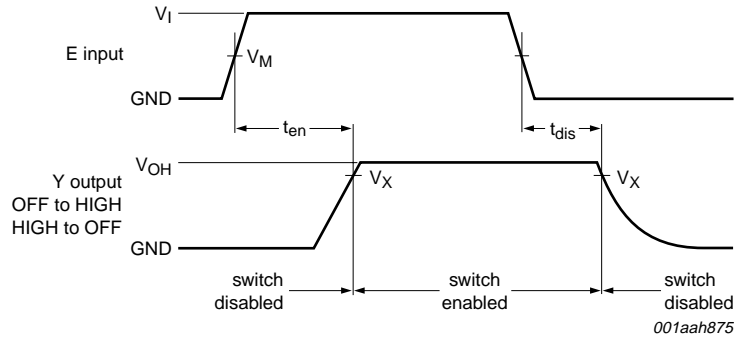 V_I
E input
V_M
GND
t_en
t_dis
V_OH
Y output
OFF to HIGH
HIGH to OFF
V_X
V_X
GND
switch
disabled
switch
enabled
switch
disabled
001aah875